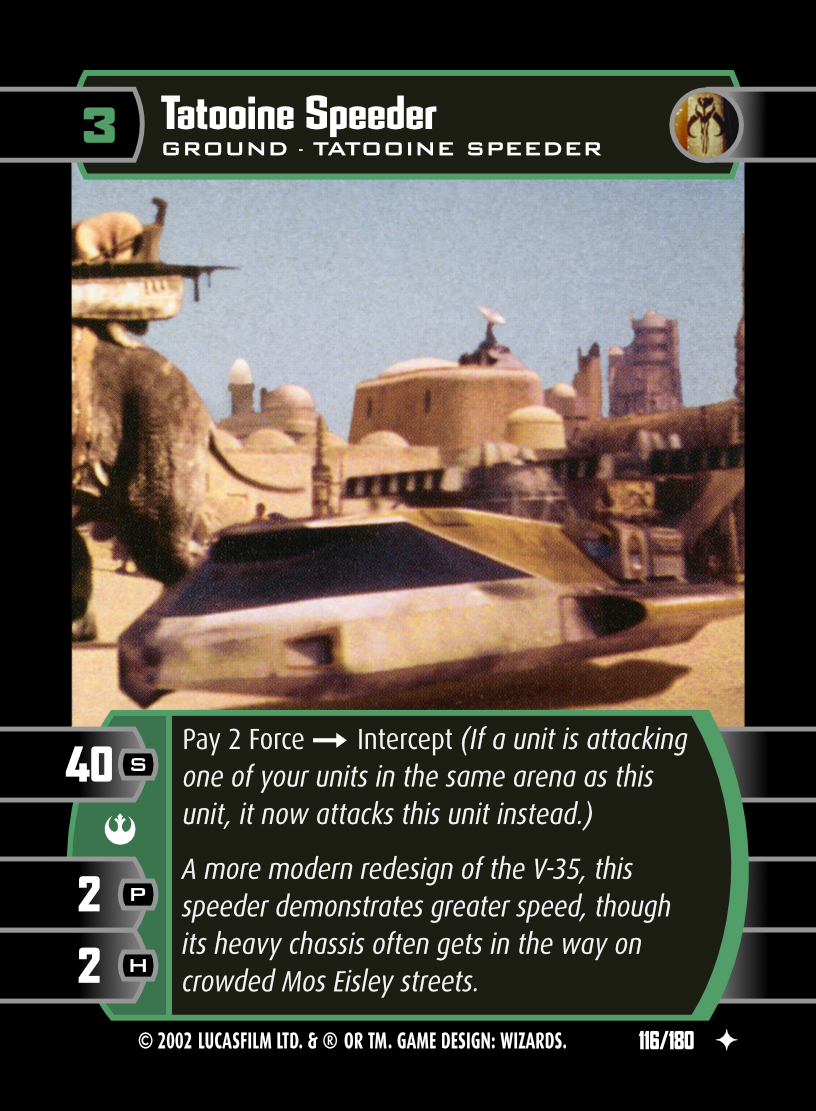 3
Tatooine Speeder
GROUND · TATOOINE SPEEDER
Pay 2 Force → Intercept (If a unit is attacking
one of your units in the same arena as this
unit, it now attacks this unit instead.)
A more modern redesign of the V-35, this
speeder demonstrates greater speed, though
its heavy chassis often gets in the way on
crowded Mos Eisley streets.
40 S
2 P
2 H
© 2002 LUCASFILM LTD. & ® OR TM. GAME DESIGN: WIZARDS.
116/180